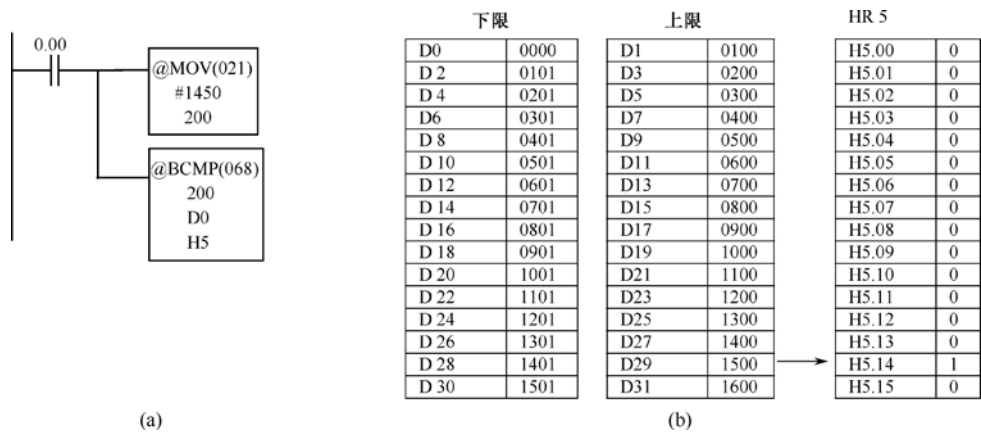 0.00
@MOV(021)
#1450
200
@BCMP(068)
200
D0
H5
(a)
下限 上限 HR 5
D0 0000 D1 0100 H5.00 0
D 2 0101 D3 0200 H5.01 0
D 4 0201 D5 0300 H5.02 0
D6 0301 D7 0400 H5.03 0
D 8 0401 D9 0500 H5.04 0
D 10 0501 D11 0600 H5.05 0
D 12 0601 D13 0700 H5.06 0
D 14 0701 D15 0800 H5.07 0
D 16 0801 D17 0900 H5.08 0
D 18 0901 D19 1000 H5.09 0
D 20 1001 D21 1100 H5.10 0
D 22 1101 D23 1200 H5.11 0
D 24 1201 D25 1300 H5.12 0
D 26 1301 D27 1400 H5.13 0
D 28 1401 D29 1500 H5.14 1
D 30 1501 D31 1600 H5.15 0
(b)